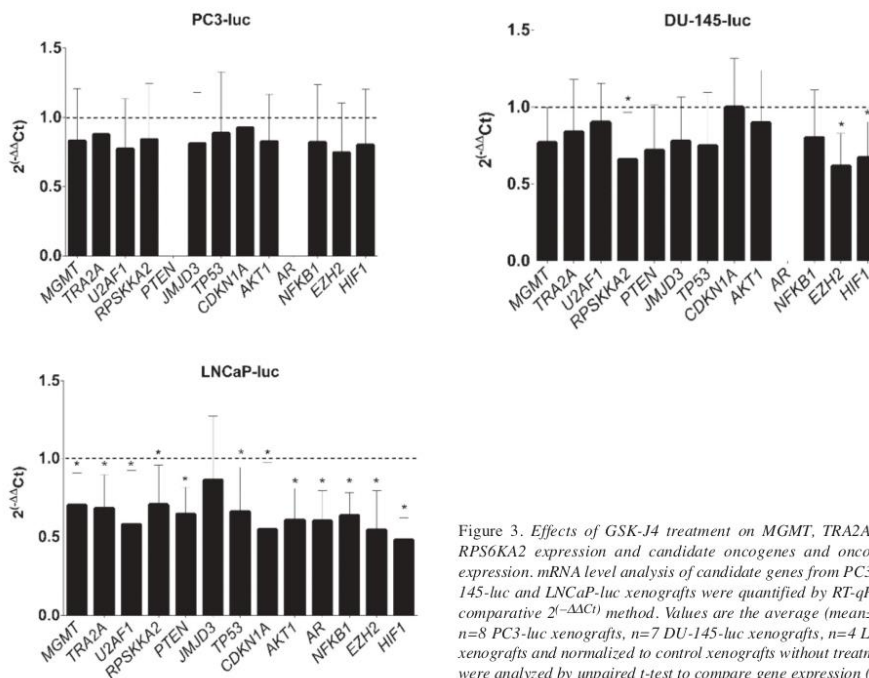 PC3-luc
2(-ΔΔCt)
1.5
1.0
0.5
0.0
MGMT
TRA2A
U2AF1
RPSKKA2
PTEN
JMJD3
TP53
CDKN1A
AKT1
AR
NFKB1
EZH2
HIF1
DU-145-luc
2(-ΔΔCt)
1.5
1.0
0.5
0.0
*
*
*
MGMT
TRA2A
U2AF1
RPSKKA2
PTEN
JMJD3
TP53
CDKN1A
AKT1
AR
NFKB1
EZH2
HIF1
LNCaP-luc
2(-ΔΔCt)
1.5
1.0
0.5
0.0
* * * * * * * * * * * *
MGMT
TRA2A
U2AF1
RPSKKA2
PTEN
JMJD3
TP53
CDKN1A
AKT1
AR
NFKB1
EZH2
HIF1
Figure 3. Effects of GSK-J4 treatment on MGMT, TRA2A
RPS6KA2 expression and candidate oncogenes and onco
expression. mRNA level analysis of candidate genes from PC3
145-luc and LNCaP-luc xenografts were quantified by RT-qP
comparative 2(−ΔΔCt) method. Values are the average (mean±
n=8 PC3-luc xenografts, n=7 DU-145-luc xenografts, n=4 L
xenografts and normalized to control xenografts without treatm
were analyzed by unpaired t-test to compare gene expression (